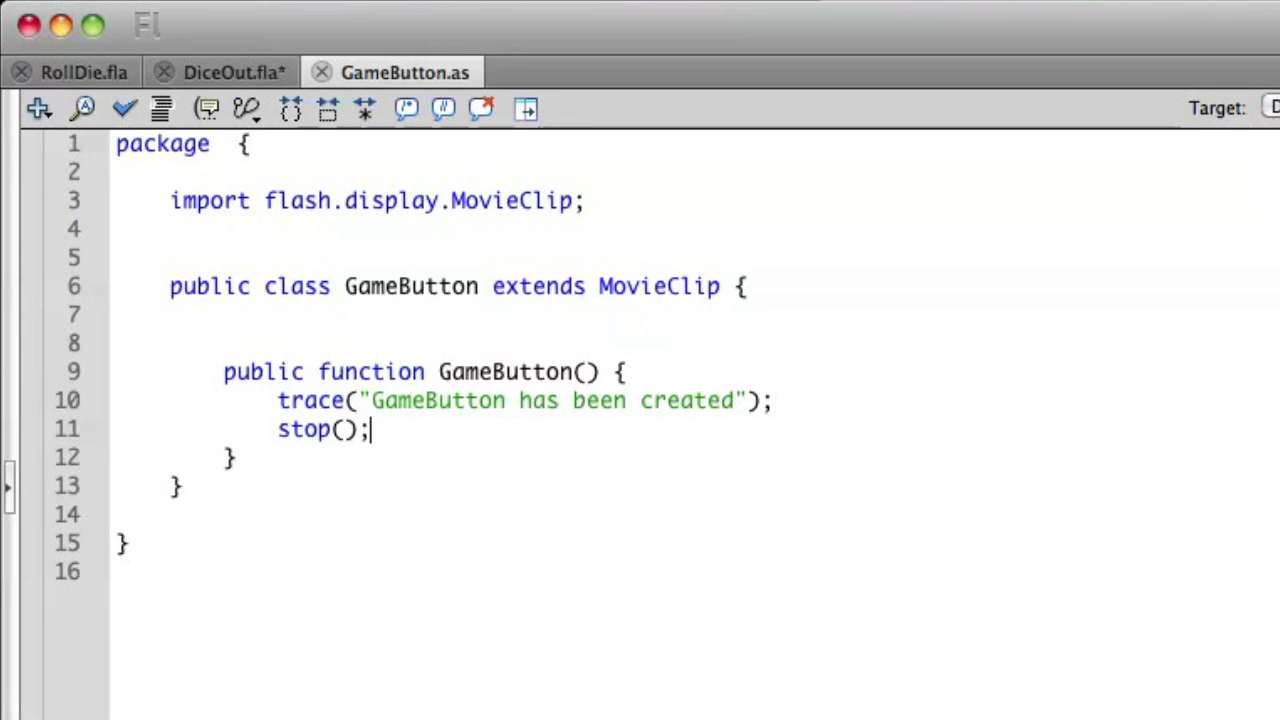 Fl
RollDie.fla DiceOut.fla* GameButton.as
Target: D
1 package {
2
3 import flash.display.MovieClip;
4
5
6 public class GameButton extends MovieClip {
7
8
9 public function GameButton() {
10 trace("GameButton has been created");
11 stop();
12 }
13 }
14
15 }
16